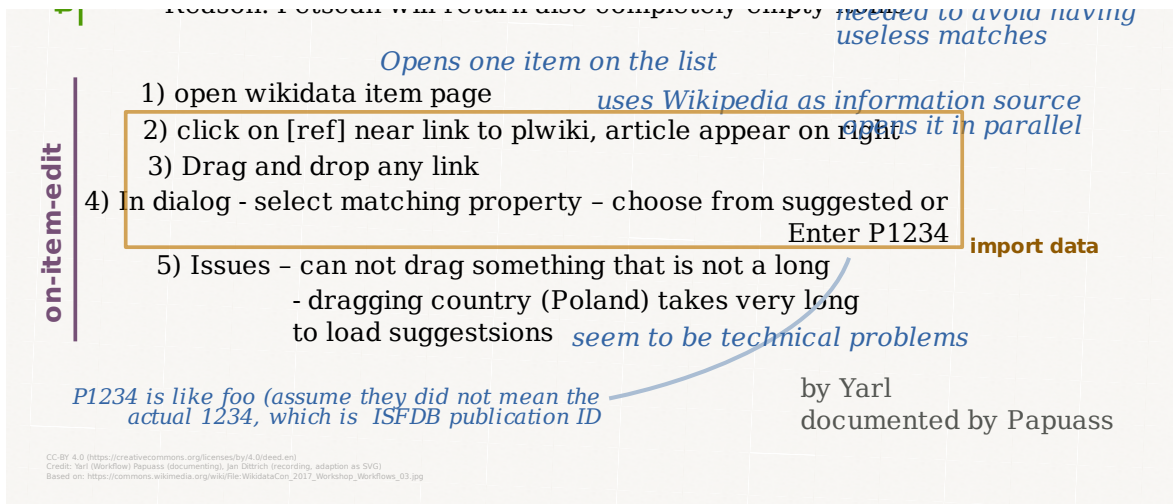 needed to avoid having
useless matches
Opens one item on the list
1) open wikidata item page
uses Wikipedia as information source
opens it in parallel
2) click on [ref] near link to plwiki, article appear on right
3) Drag and drop any link
4) In dialog - select matching property – choose from suggested or
Enter P1234
import data
on-item-edit
5) Issues – can not drag something that is not a long
- dragging country (Poland) takes very long
to load suggestsions
seem to be technical problems
P1234 is like foo (assume they did not mean the
actual 1234, which is ISFDB publication ID
by Yarl
documented by Papuass
CC-BY 4.0 (https://creativecommons.org/licenses/by/4.0/deed.en)
Credit: Yarl (Workflow) Papuass (documenting), Jan Dittrich (recording, adaption as SVG)
Based on: https://commons.wikimedia.org/wiki/File:WikidataCon_2017_Workshop_Workflows_03.jpg